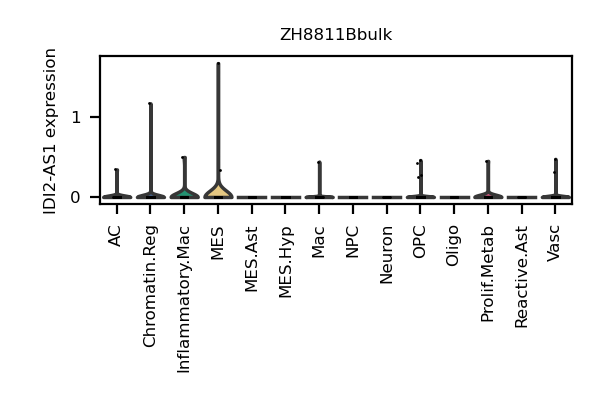 ZH8811Bbulk
IDI2-AS1 expression
1
0
AC
Chromatin.Reg
Inflammatory.Mac
MES
MES.Ast
MES.Hyp
Mac
NPC
Neuron
OPC
Oligo
Prolif.Metab
Reactive.Ast
Vasc